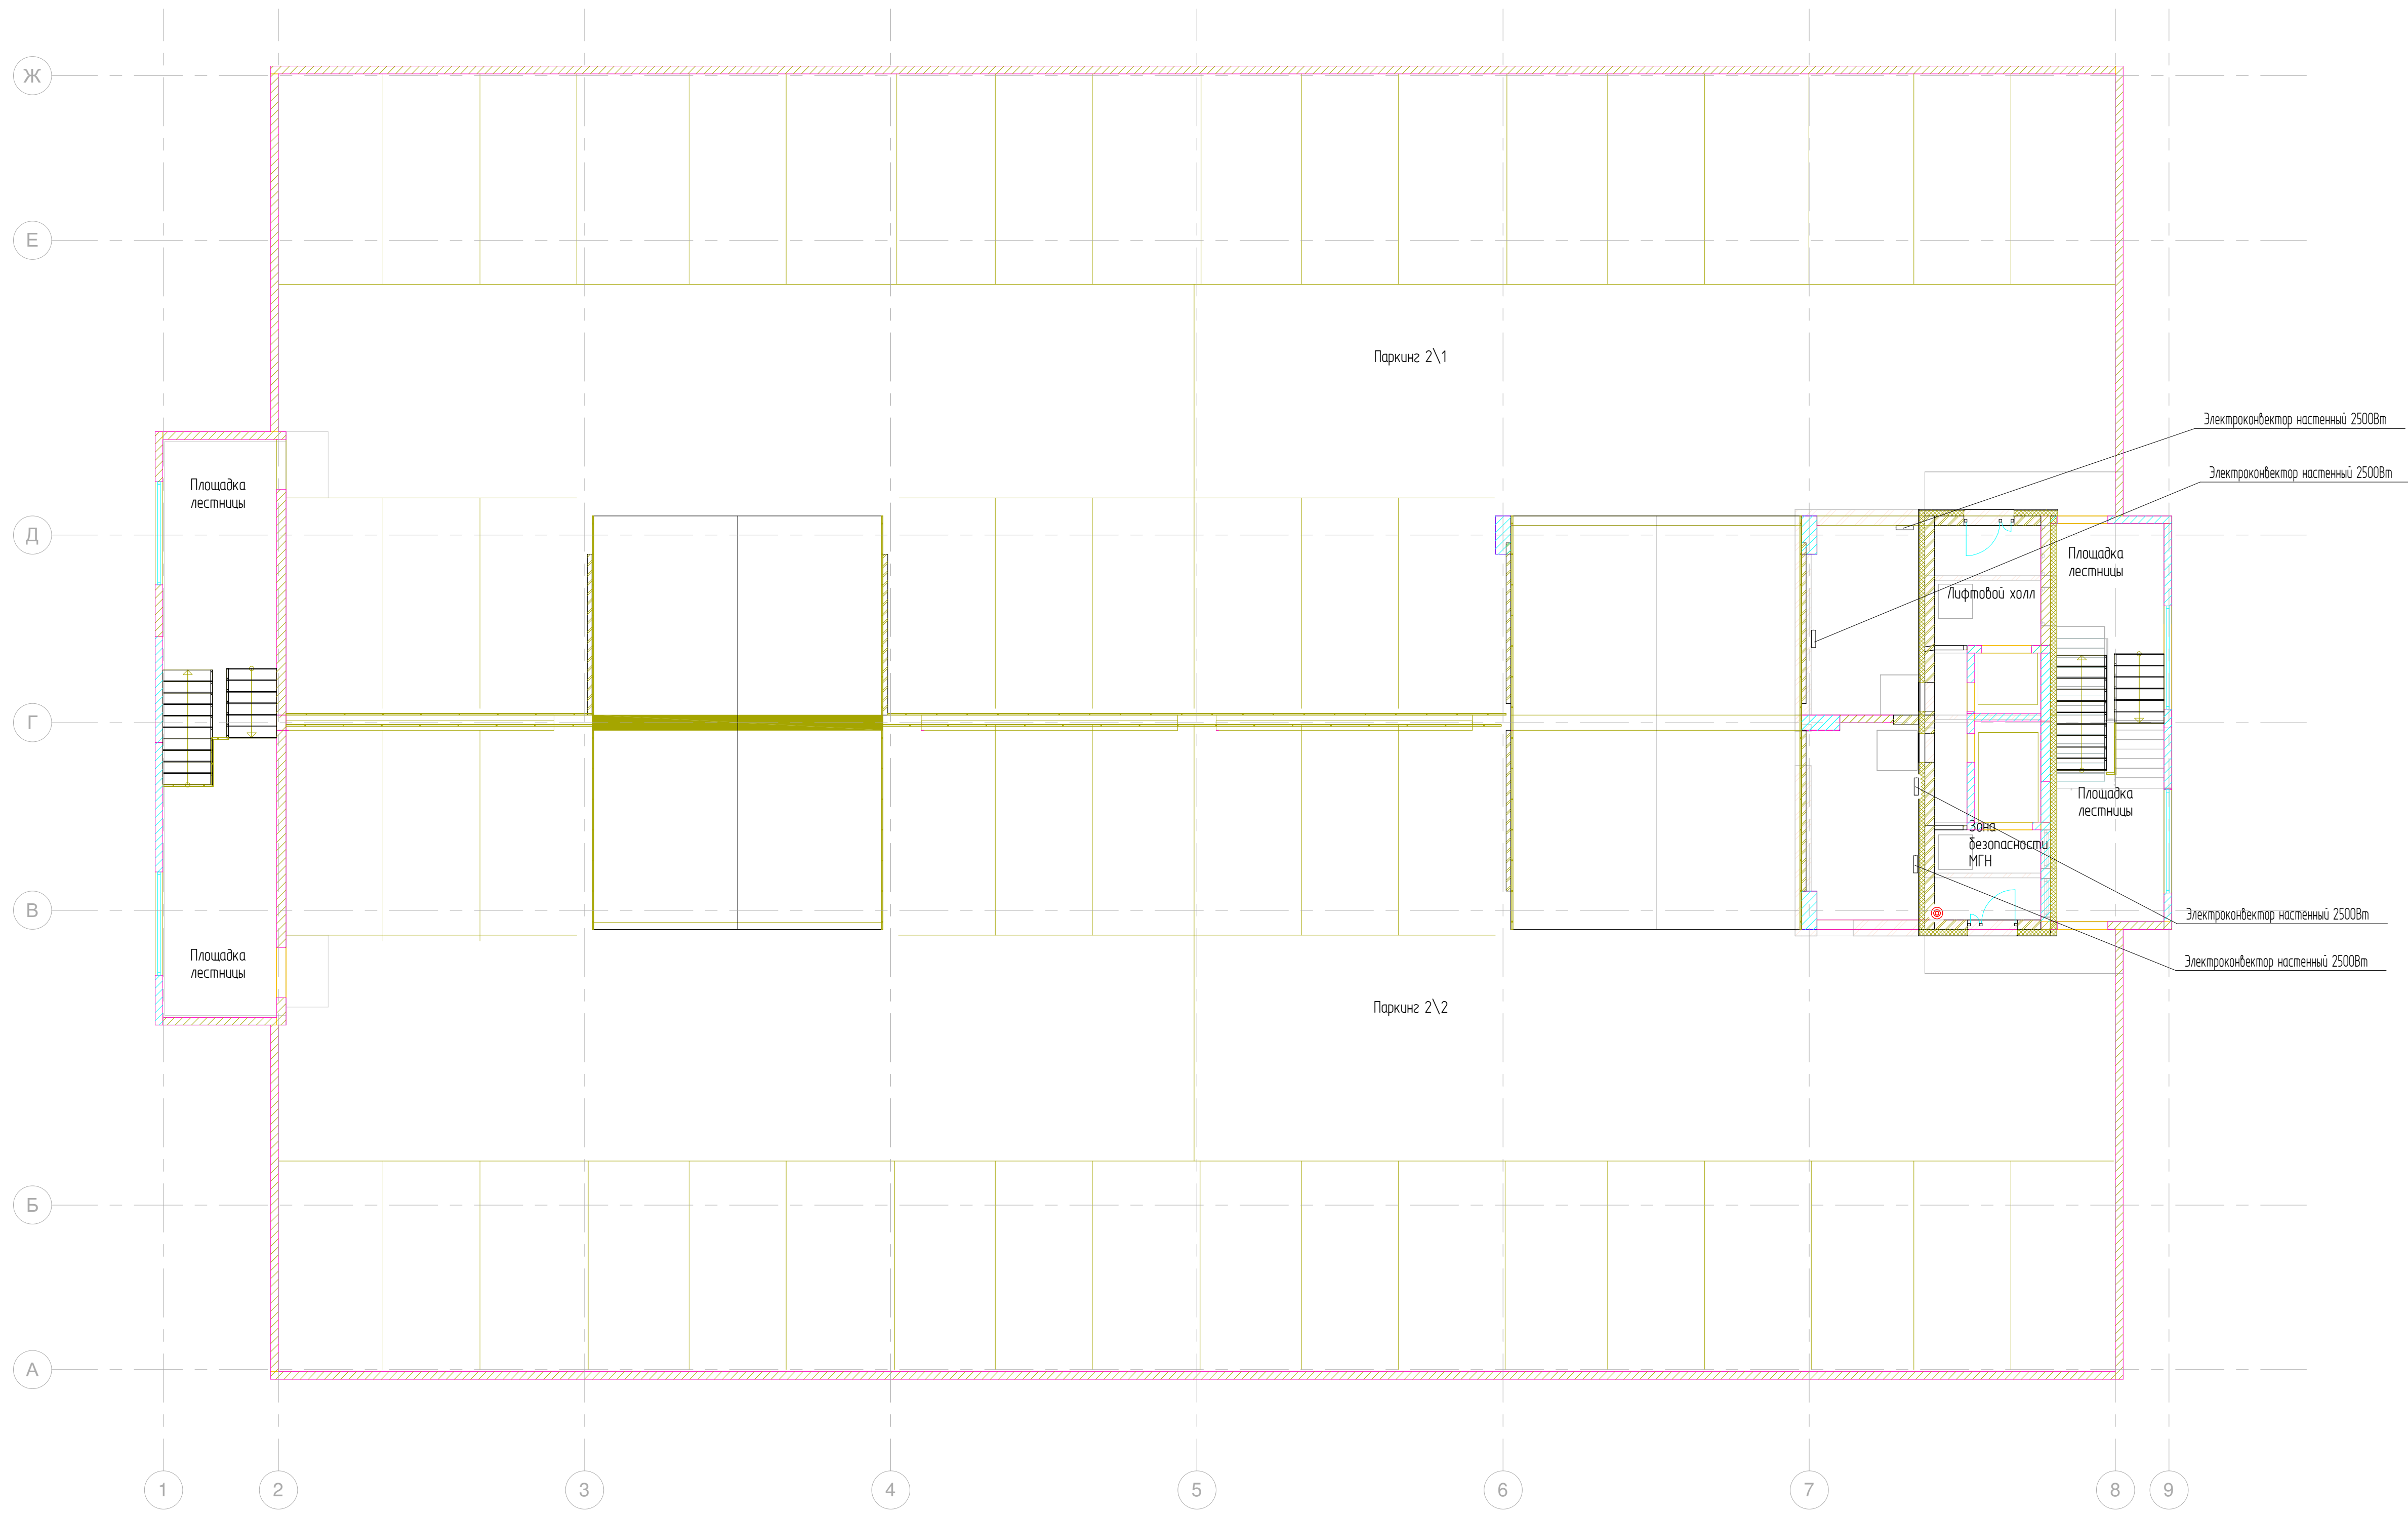 Ж
Е
Паркинг 2\1
Электроконвектор настенный 2500Вт
Электроконвектор настенный 2500Вт
Площадка
лестницы
Д
Площадка
лестницы
Лифтовой холл
Г
Площадка
лестницы
Зона
безопасности
МГН
В
Электроконвектор настенный 2500Вт
Площадка
лестницы
Электроконвектор настенный 2500Вт
Паркинг 2\2
Б
А
1 2 3 4 5 6 7 8 9